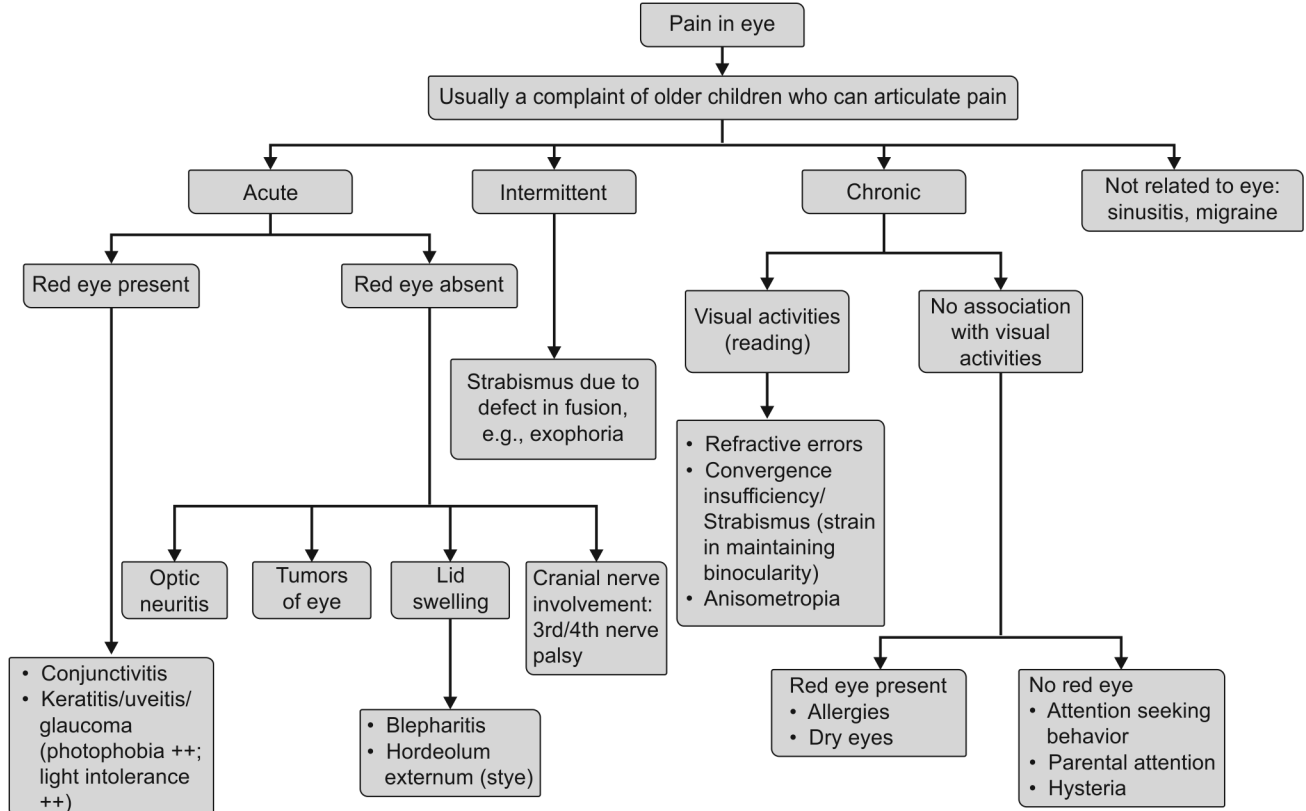 Pain in eye
Usually a complaint of older children who can articulate pain
Acute
Intermittent
Chronic
Not related to eye:
sinusitis, migraine
Red eye present
Red eye absent
Visual activities
(reading)
No association
with visual
activities
Strabismus due to
defect in fusion,
e.g., exophoria
• Refractive errors
• Convergence
insufficiency/
Strabismus (strain
in maintaining
binocularity)
• Anisometropia
Optic
neuritis
Tumors
of eye
Lid
swelling
Cranial nerve
involvement:
3rd/4th nerve
palsy
• Conjunctivitis
• Keratitis/uveitis/
glaucoma
(photophobia ++;
light intolerance
++)
• Blepharitis
• Hordeolum
externum (stye)
Red eye present
• Allergies
• Dry eyes
No red eye
• Attention seeking
behavior
• Parental attention
• Hysteria